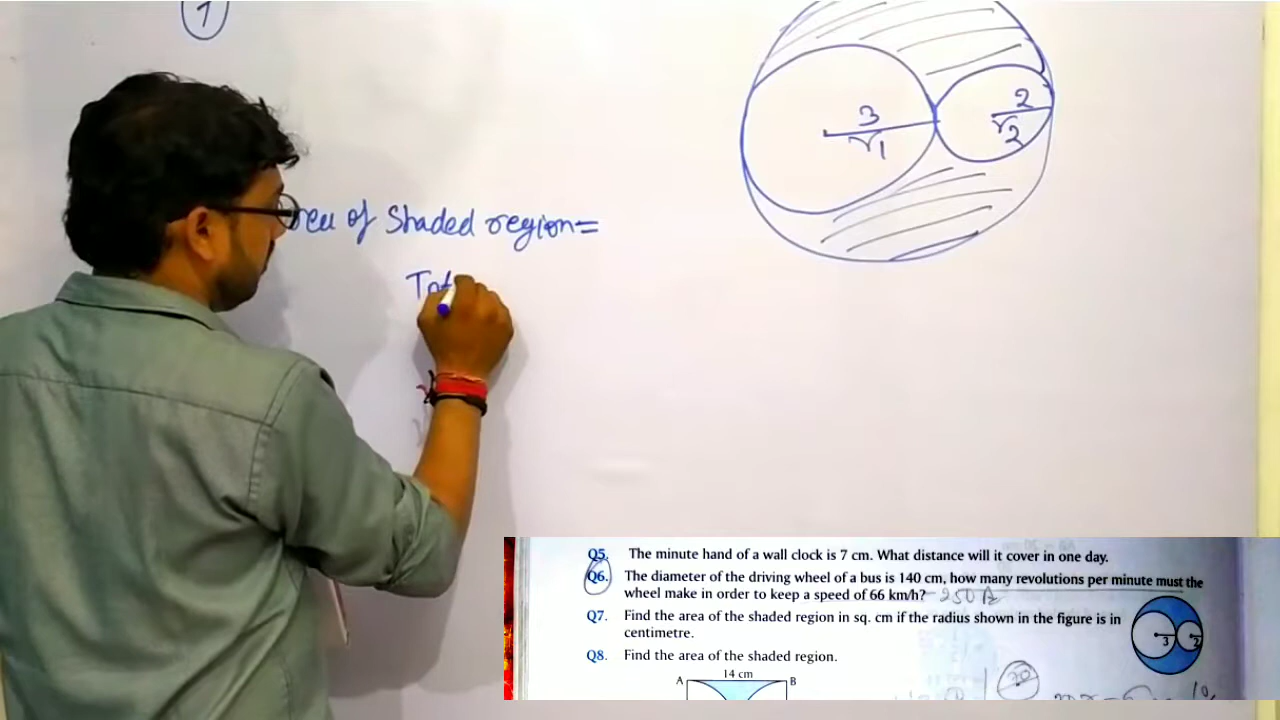 7
3
r1
2
r2
Area of Shaded region=
Tot
Q5. The minute hand of a wall clock is 7 cm. What distance will it cover in one day.
Q6. The diameter of the driving wheel of a bus is 140 cm, how many revolutions per minute must the
wheel make in order to keep a speed of 66 km/h? -250 A
Q7. Find the area of the shaded region in sq. cm if the radius shown in the figure is in
centimetre.
3
2
Q8. Find the area of the shaded region.
A 14 cm B